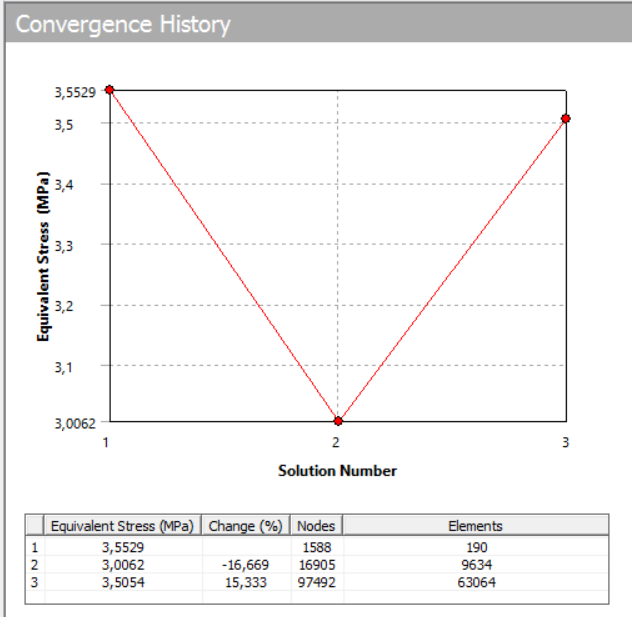 Convergence History
3,5529
3,5
3,4
3,3
3,2
3,1
3,0062
Equivalent Stress (MPa)
1 2 3
Solution Number
Equivalent Stress (MPa) Change (%) Nodes Elements
1 3,5529 1588 190
2 3,0062 -16,669 16905 9634
3 3,5054 15,333 97492 63064